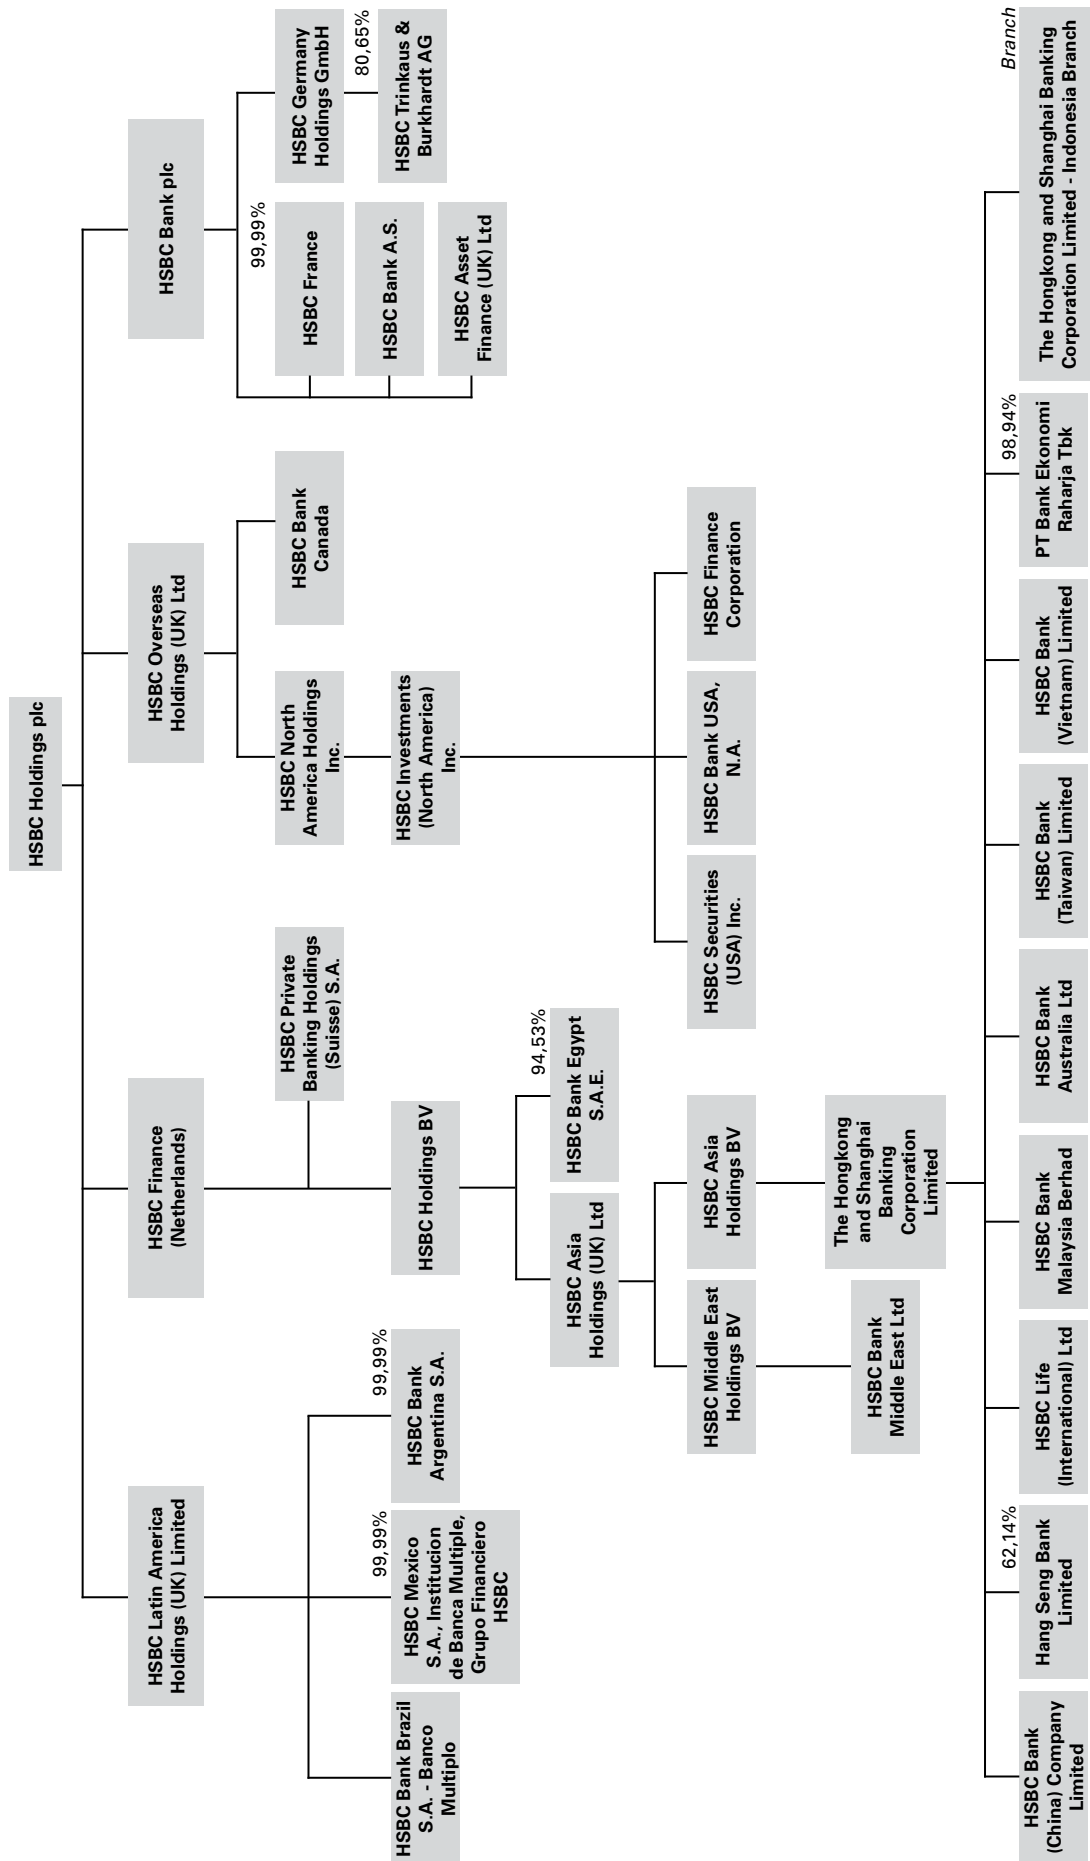 HSBC Holdings plc
HSBC Latin America
Holdings (UK) Limited
HSBC Finance
(Netherlands)
HSBC Overseas
Holdings (UK) Ltd
HSBC Bank plc
HSBC Bank Brazil
S.A. - Banco
Multiplo
99,99%
HSBC Mexico
S.A., Institucion
de Banca Multiple,
Grupo Financiero
HSBC
99,99%
HSBC Bank
Argentina S.A.
HSBC Private
Banking Holdings
(Suisse) S.A.
HSBC Holdings BV
HSBC Asia
Holdings (UK) Ltd
94,53%
HSBC Bank Egypt
S.A.E.
HSBC Middle East
Holdings BV
HSBC Asia
Holdings BV
HSBC Bank
Middle East Ltd
The Hongkong
and Shanghai
Banking
Corporation
Limited
HSBC North
America Holdings
Inc.
HSBC Bank
Canada
HSBC Investments
(North America)
Inc.
HSBC Securities
(USA) Inc.
HSBC Bank USA,
N.A.
HSBC Finance
Corporation
99,99%
HSBC France
HSBC Bank A.S.
HSBC Asset
Finance (UK) Ltd
HSBC Germany
Holdings GmbH
80,65%
HSBC Trinkaus &
Burkhardt AG
HSBC Bank
(China) Company
Limited
62,14%
Hang Seng Bank
Limited
HSBC Life
(International) Ltd
HSBC Bank
Malaysia Berhad
HSBC Bank
Australia Ltd
HSBC Bank
(Taiwan) Limited
HSBC Bank
(Vietnam) Limited
98,94%
PT Bank Ekonomi
Raharja Tbk
Branch
The Hongkong and Shanghai Banking
Corporation Limited - Indonesia Branch